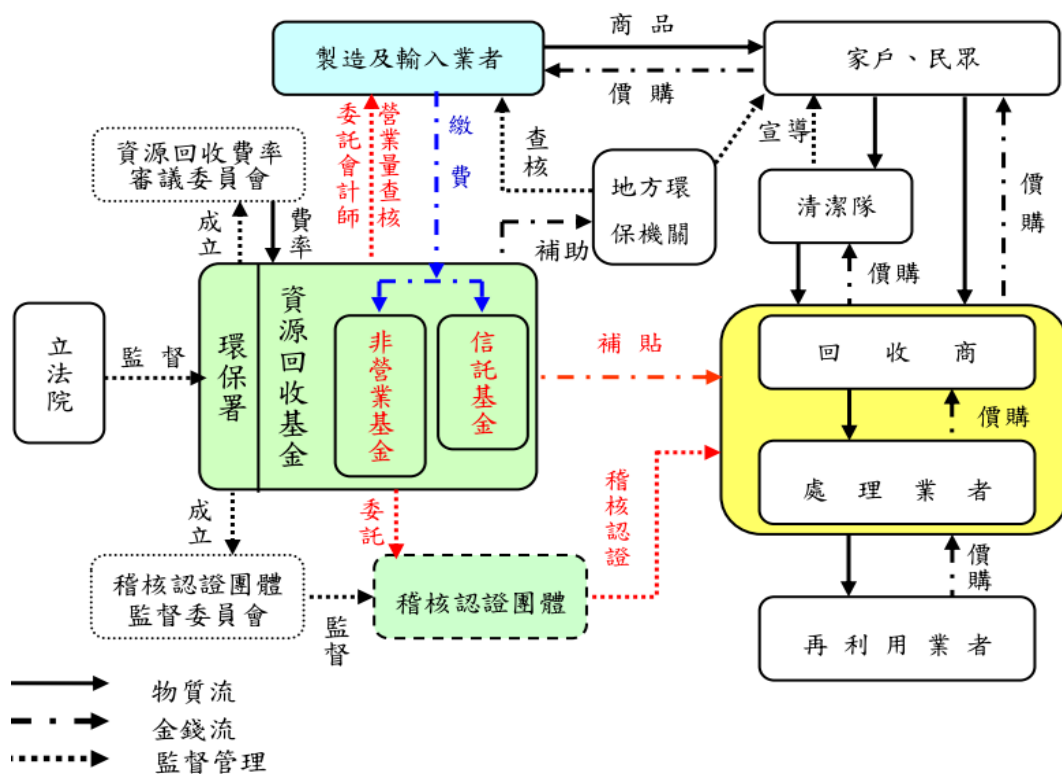 商品
製造及輸入業者
家戶、民眾
價購
委託會計師
營業量查核
繳費
查核
宣導
資源回收費率
審議委員會
地方環
保機關
清潔隊
價購
成立
費率
補助
價購
立法院
監督
環保署
資源回收基金
非營業基金
信託基金
補貼
回收商
價購
處理業者
成立
委託
稽核認證
稽核認證團體
監督委員會
監督
稽核認證團體
價購
再利用業者
物質流
金錢流
監督管理